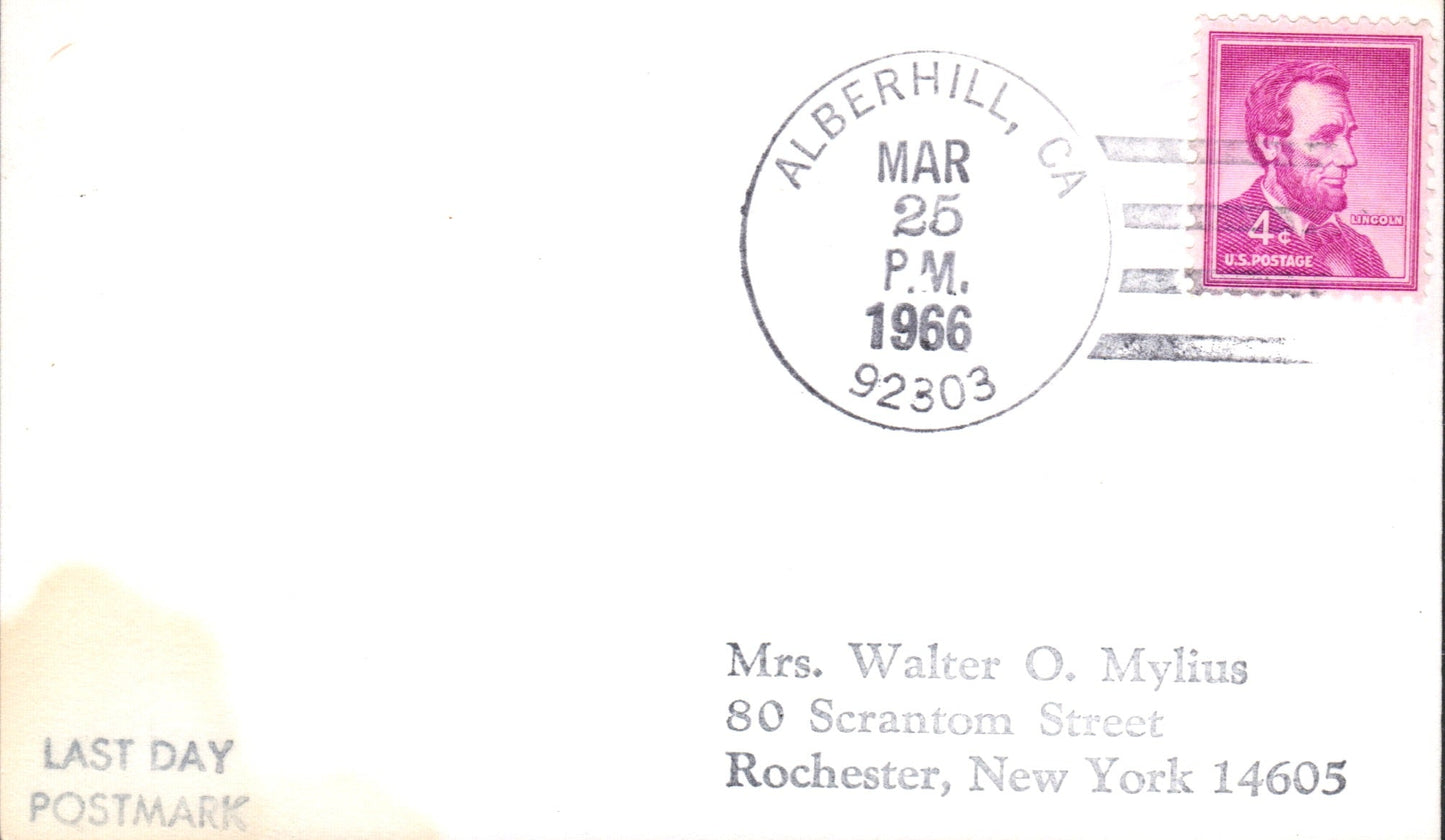 ALBERHILL, CA
MAR
25
P.M.
1966
92303
LINCOLN
4¢
U.S. POSTAGE
Mrs. Walter O. Mylius
80 Scrantom Street
Rochester, New York 14605
LAST DAY
POSTMARK